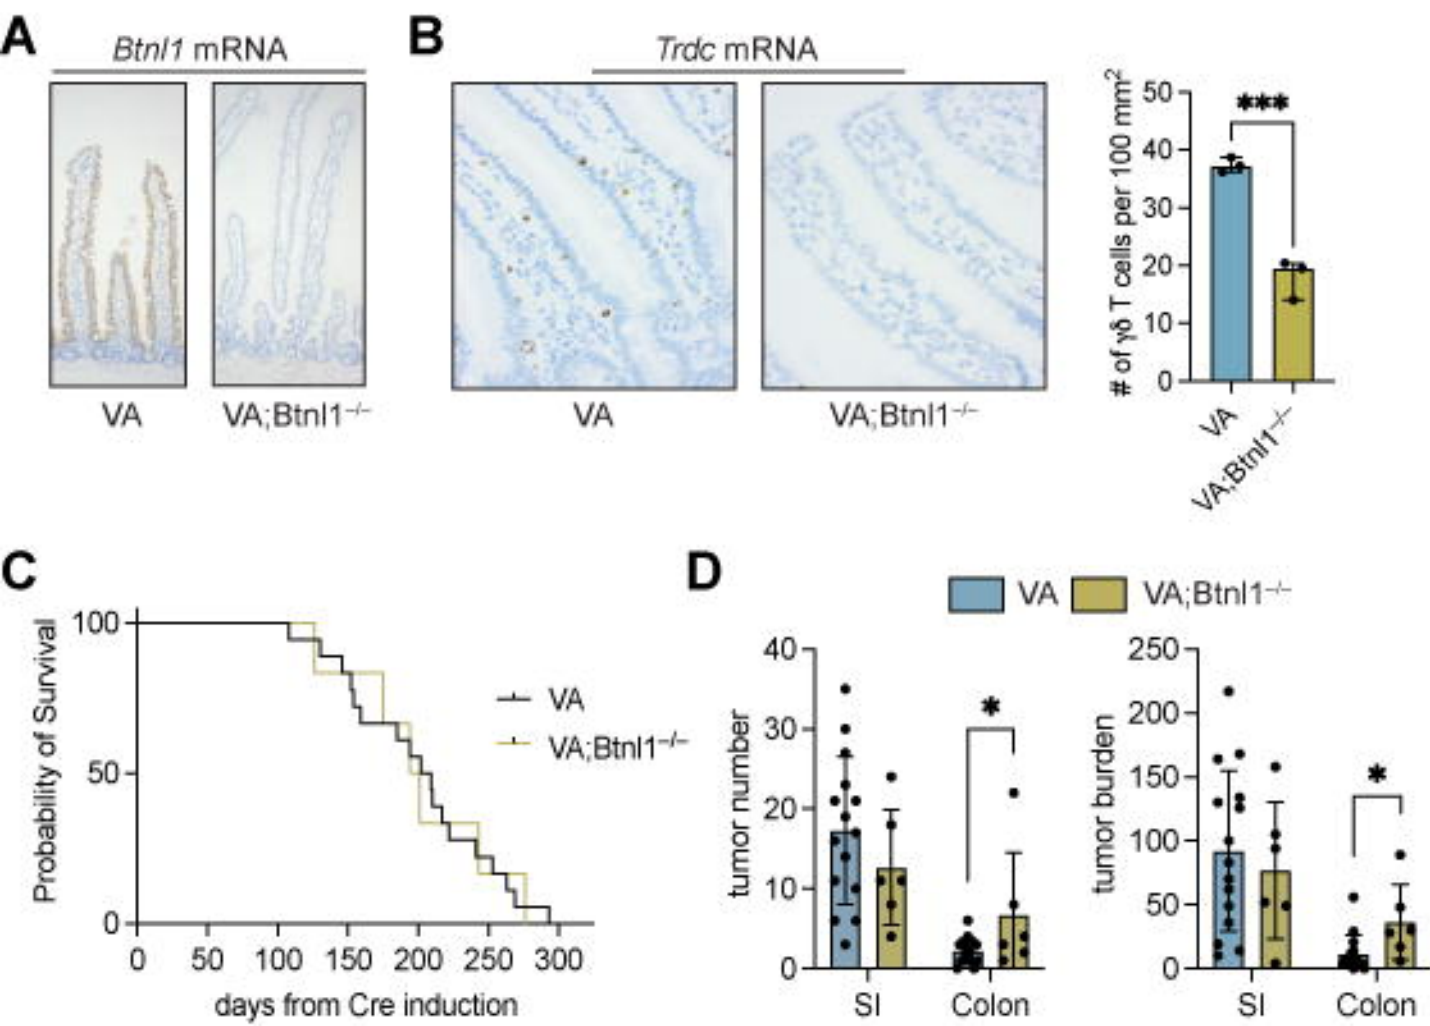 A
Btnl1 mRNA
VA
VA;Btnl1–/–
B
Trdc mRNA
VA
VA;Btnl1–/–
# of γδ T cells per 100 mm2
50
40
30
20
10
0
***
VA
VA;Btnl1–/–
C
Probability of Survival
100
50
0
0 50 100 150 200 250 300
days from Cre induction
VA
VA;Btnl1–/–
D
VA
VA;Btnl1–/–
tumor number
40
30
20
10
0
*
SI Colon
tumor burden
250
200
150
100
50
0
*
SI Colon